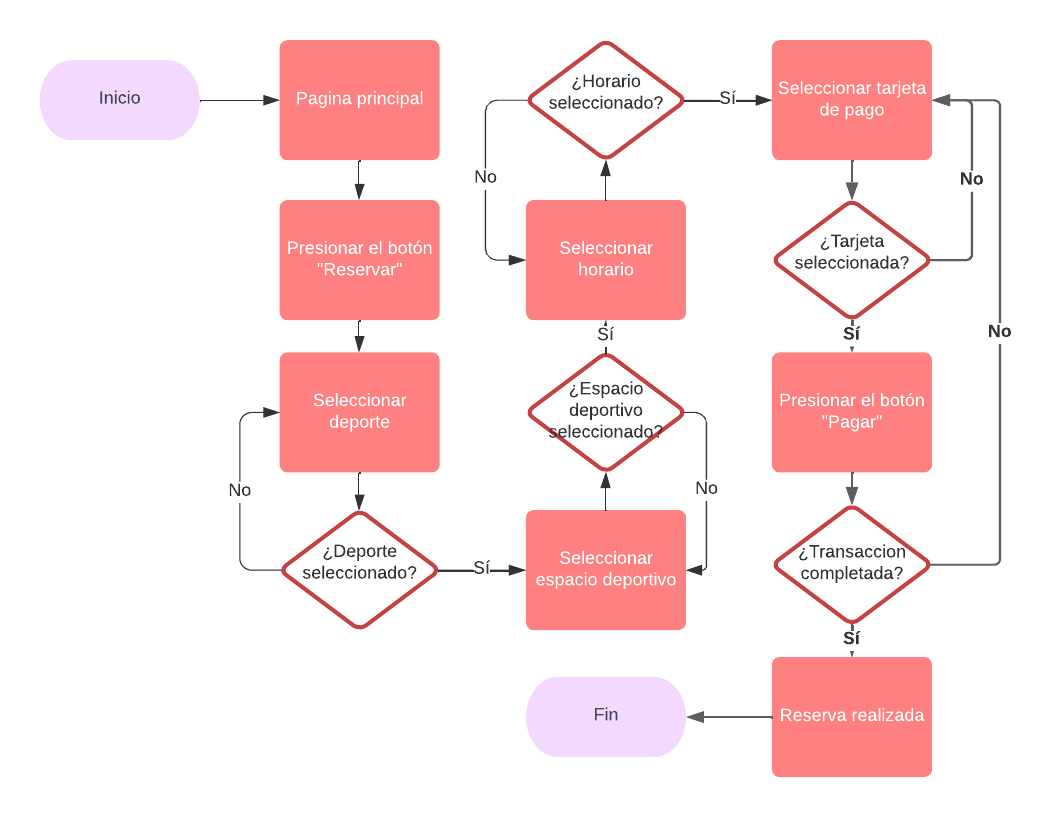 Inicio
Pagina principal
Presionar el botón
"Reservar"
Seleccionar
deporte
No
¿Deporte
seleccionado?
Sí
Seleccionar
espacio deportivo
No
¿Espacio
deportivo
seleccionado?
Sí
Seleccionar
horario
No
¿Horario
seleccionado?
Sí
Seleccionar tarjeta
de pago
No
¿Tarjeta
seleccionada?
Sí
No
Presionar el botón
"Pagar"
¿Transaccion
completada?
Sí
Reserva realizada
Fin